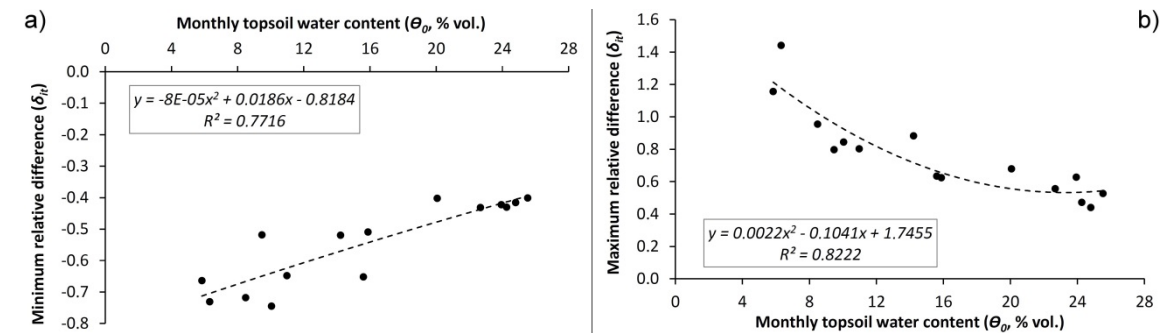 a)
Monthly topsoil water content (Θ₀, % vol.)
0 4 8 12 16 20 24 28
0.0
-0.1
-0.2
-0.3
-0.4
-0.5
-0.6
-0.7
-0.8
Minimum relative difference (δᵢₜ)
y = -8E-05x² + 0.0186x - 0.8184
R² = 0.7716
b)
1.6
1.4
1.2
1.0
0.8
0.6
0.4
0.2
0.0
Maximum relative difference (δᵢₜ)
y = 0.0022x² - 0.1041x + 1.7455
R² = 0.8222
0 4 8 12 16 20 24 28
Monthly topsoil water content (Θ₀, % vol.)